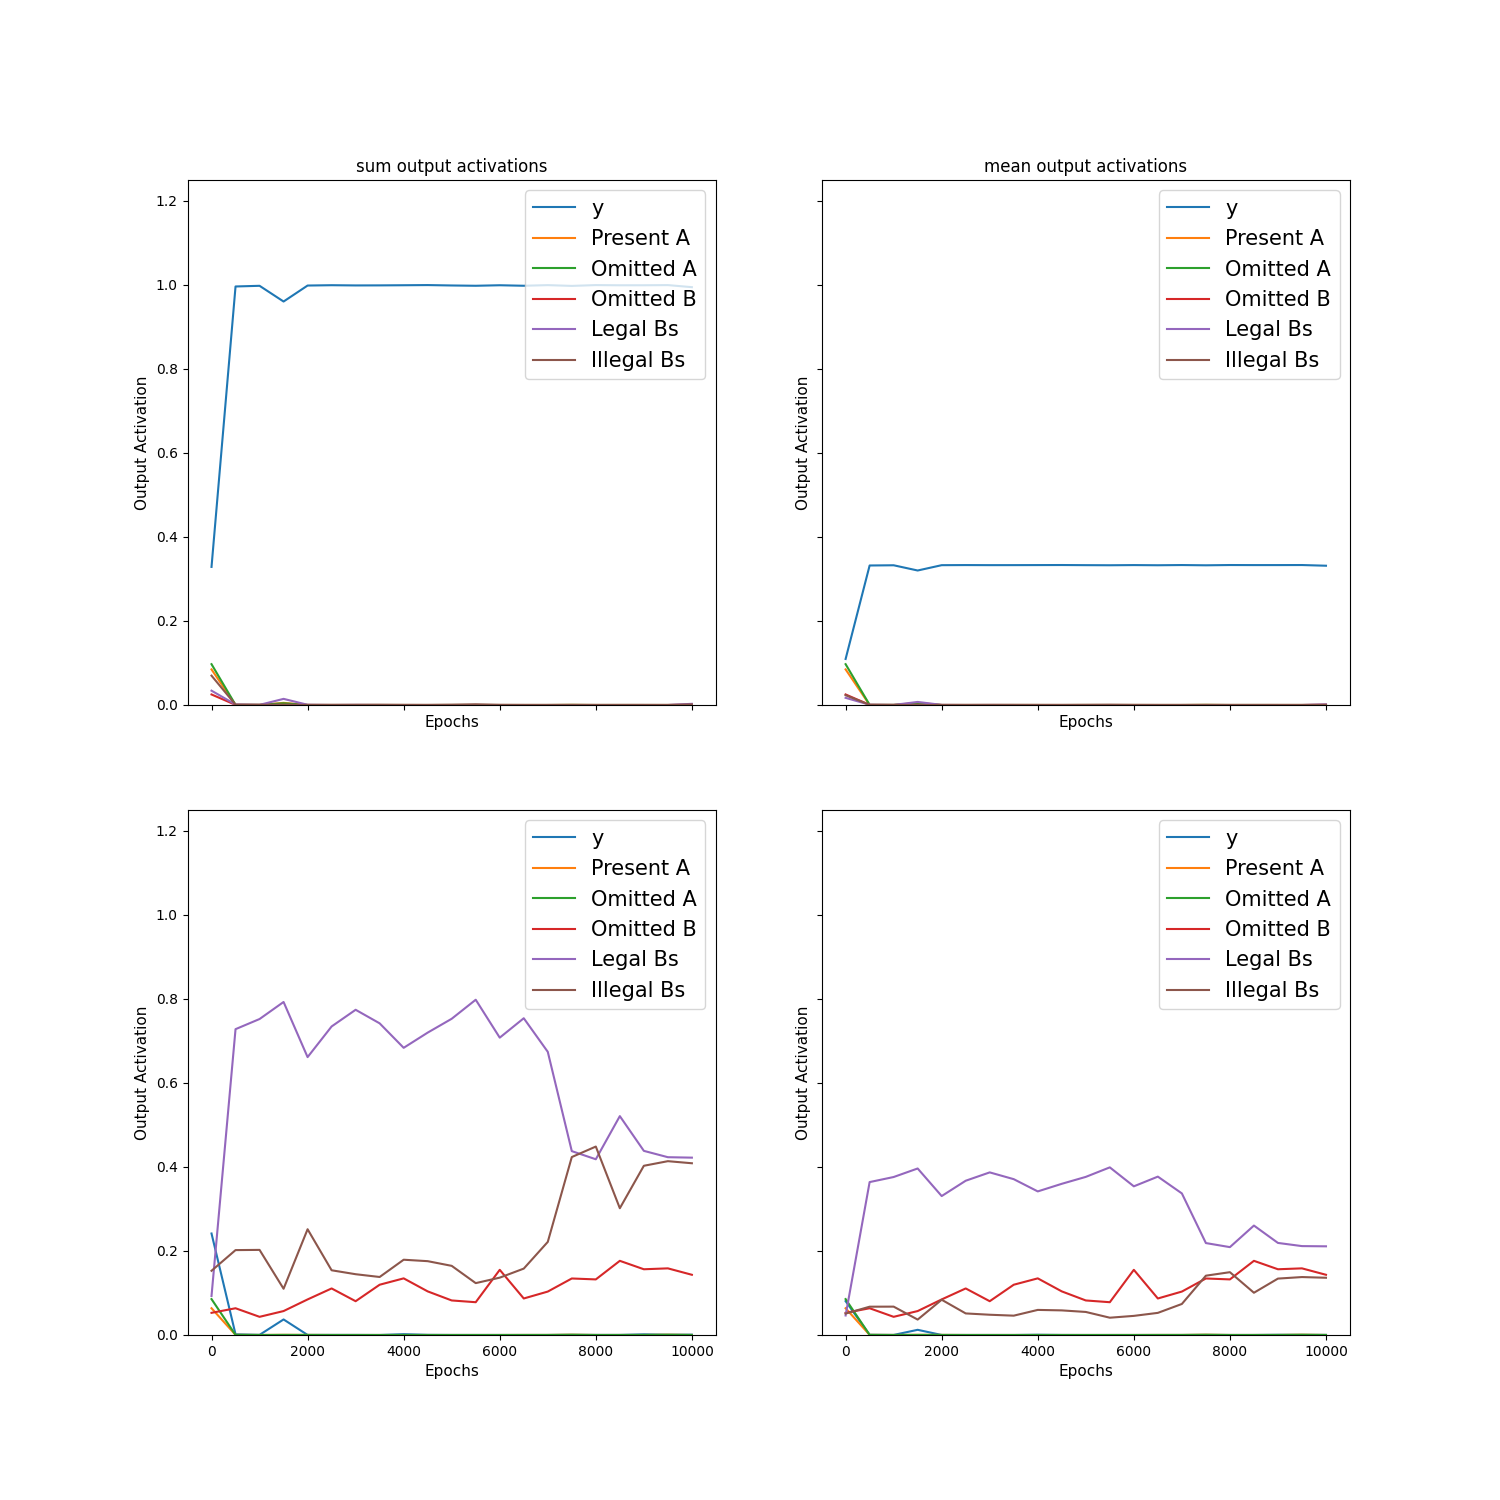 sum output activations
1.2
1.0
0.8
0.6
0.4
0.2
0.0
Output Activation
Epochs
y
Present A
Omitted A
Omitted B
Legal Bs
Illegal Bs
mean output activations
Output Activation
Epochs
y
Present A
Omitted A
Omitted B
Legal Bs
Illegal Bs
1.2
1.0
0.8
0.6
0.4
0.2
0.0
Output Activation
0 2000 4000 6000 8000 10000
Epochs
y
Present A
Omitted A
Omitted B
Legal Bs
Illegal Bs
Output Activation
0 2000 4000 6000 8000 10000
Epochs
y
Present A
Omitted A
Omitted B
Legal Bs
Illegal Bs